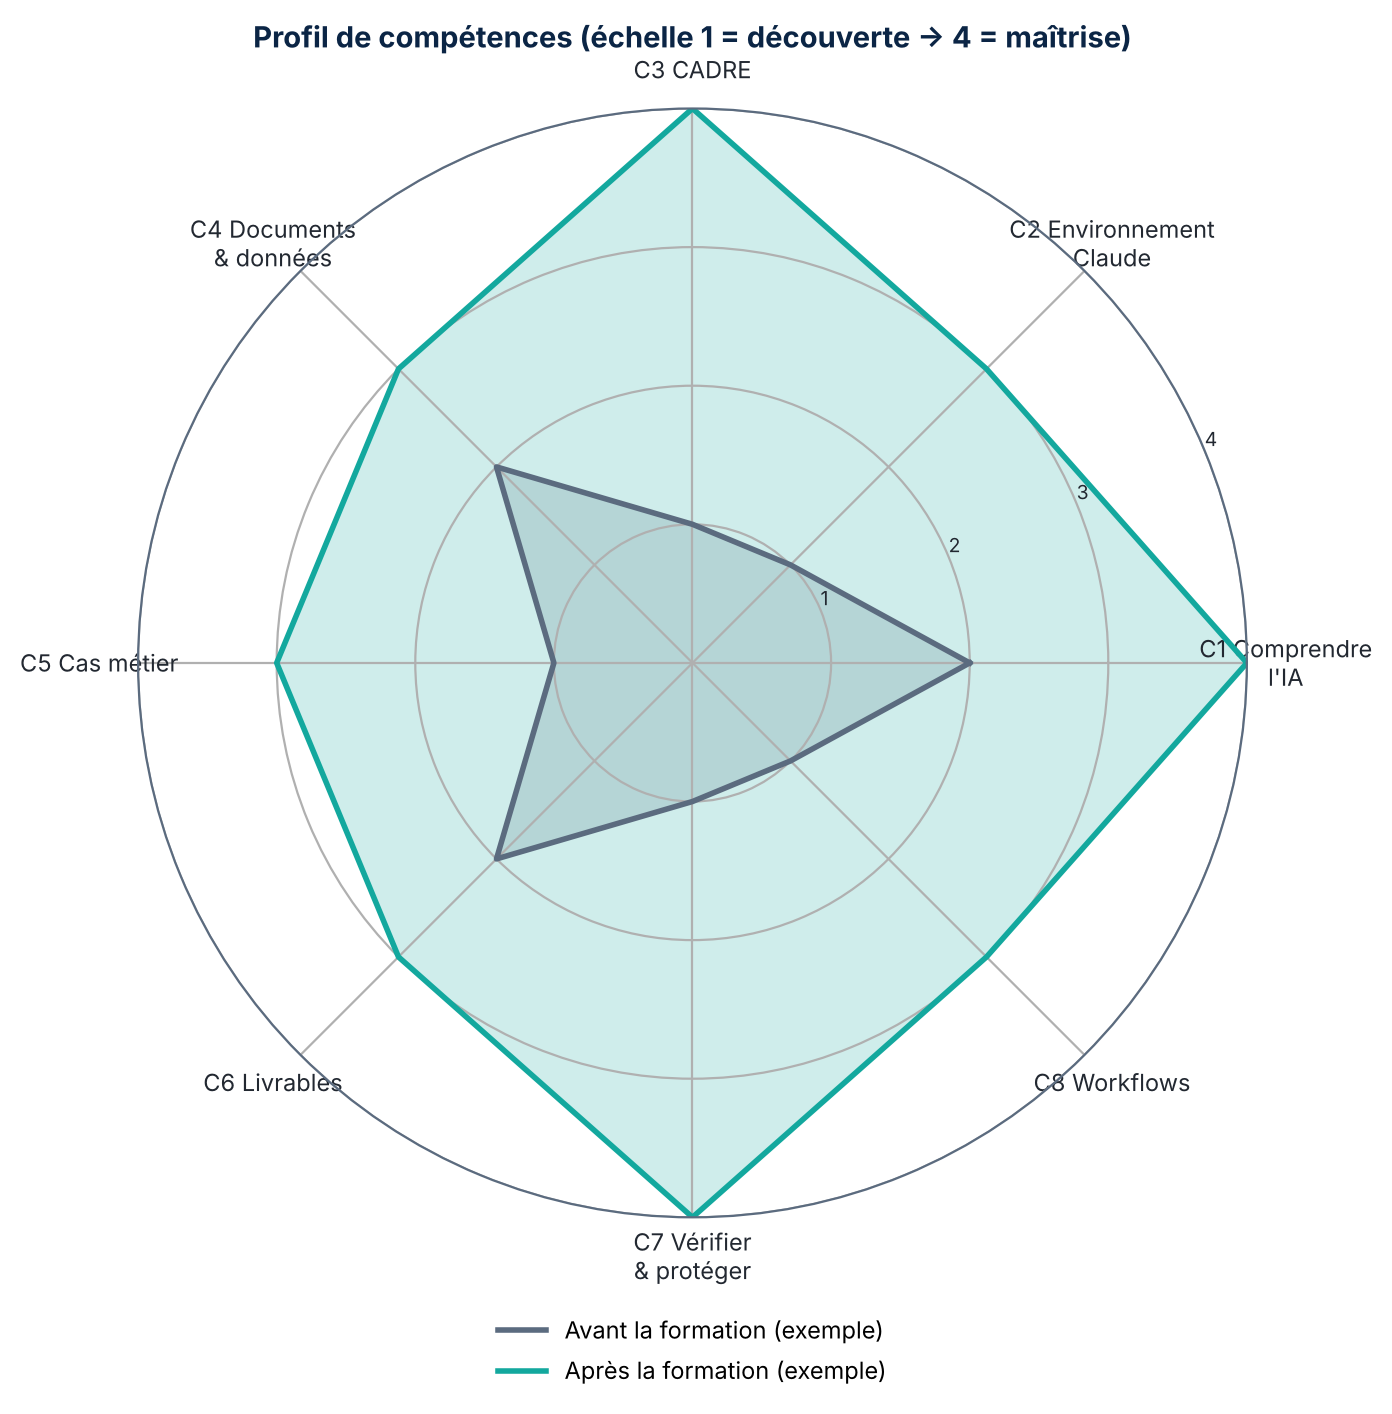 Profil de compétences (échelle 1 = découverte → 4 = maîtrise)
C3 CADRE
C4 Documents
& données
C2 Environnement
Claude
4
3
2
1
C5 Cas métier
C1 Comprendre
l'IA
C6 Livrables
C8 Workflows
C7 Vérifier
& protéger
Avant la formation (exemple)
Après la formation (exemple)